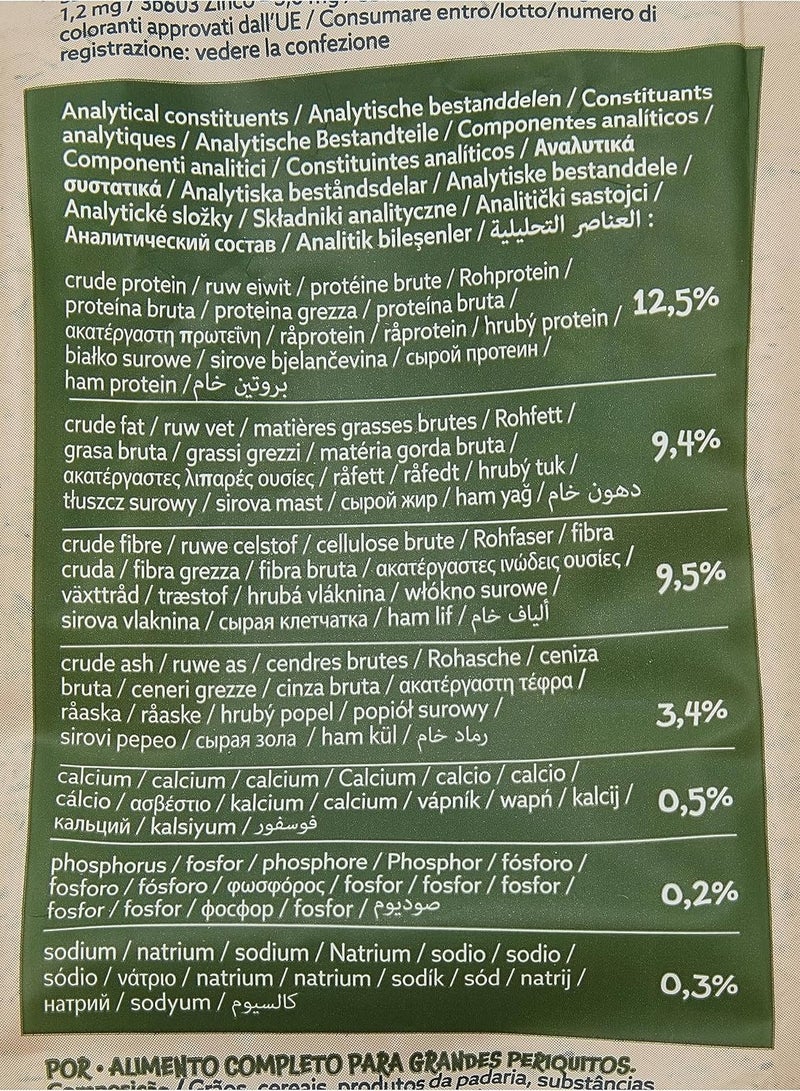 1,2 mg / 3b603 Zinco
coloranti approvati dall'UE / Consumare entro/lotto/numero di
registrazione: vedere la confezione
Analytical constituents / Analytische bestanddelen / Constituants
analytiques / Analytische Bestandteile / Componentes analíticos /
Componenti analitici / Constituintes analíticos / Αναλυτικά
συστατικά / Analytiska beståndsdelar / Analytiske bestanddele /
Analytické složky / Składniki analityczne / Analitički sastojci /
Аналитический состав / Analitik bileşenler / العناصر التحليلية :
crude protein / ruw eiwit / protéine brute / Rohprotein /
proteína bruta / proteina grezza / proteína bruta /
ακατέργαστη πρωτεΐνη / råprotein / råprotein / hrubý protein /
białko surowe / sirove bjelančevina / сырой протеин /
ham protein / بروتين خام
12,5%
crude fat / ruw vet / matières grasses brutes / Rohfett /
grasa bruta / grassi grezzi / matéria gorda bruta /
ακατέργαστες λιπαρές ουσίες / råfett / råfedt / hrubý tuk /
tłuszcz surowy / sirova mast / сырой жир / ham yağ / دهون خام
9,4%
crude fibre / ruwe celstof / cellulose brute / Rohfaser / fibra
cruda / fibra grezza / fibra bruta / ακατέργαστες ινώδεις ουσίες /
växttråd / træstof / hrubá vláknina / włókno surowe /
sirova vlaknina / сырая клетчатка / ham lif / ألياف خام
9,5%
crude ash / ruwe as / cendres brutes / Rohasche / ceniza
bruta / ceneri grezze / cinza bruta / ακατέργαστη τέφρα /
råaska / råaske / hrubý popel / popiół surowy /
sirovi pepeo / сырая зола / ham kül / رماد خام
3,4%
calcium / calcium / calcium / Calcium / calcio / calcio /
cálcio / ασβέστιο / kalcium / calcium / vápník / wapń / kalcij /
кальций / kalsiyum / فوسفور
0,5%
phosphorus / fosfor / phosphore / Phosphor / fósforo /
fosforo / fósforo / φωσφόρος / fosfor / fosfor / fosfor /
fosfor / fosfor / фосфор / fosfor / صوديوم
0,2%
sodium / natrium / sodium / Natrium / sodio / sodio /
sódio / νάτριο / natrium / natrium / sodík / sód / natrij /
натрий / sodyum / كالسيوم
0,3%
POR • ALIMENTO COMPLETO PARA GRANDES PERIQUITOS.
Composição / Grãos, cereais, produtos da padaria, substâncias